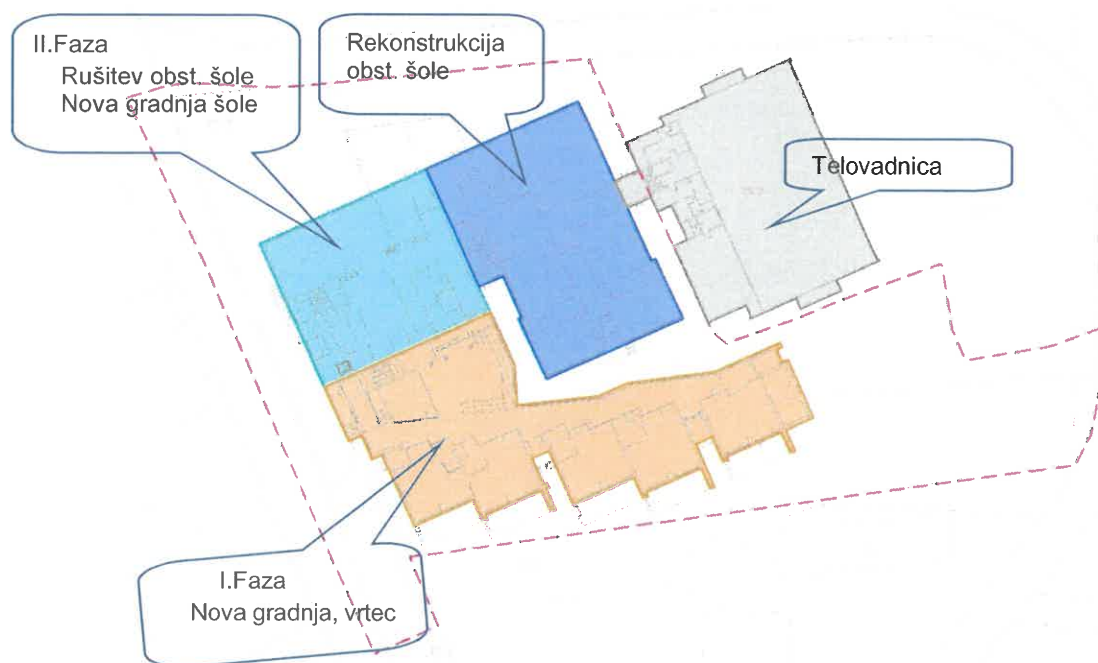 II.Faza
Rušitev obst. šole
Nova gradnja šole
Rekonstrukcija
obst. šole
Telovadnica
I.Faza
Nova gradnja, vrtec